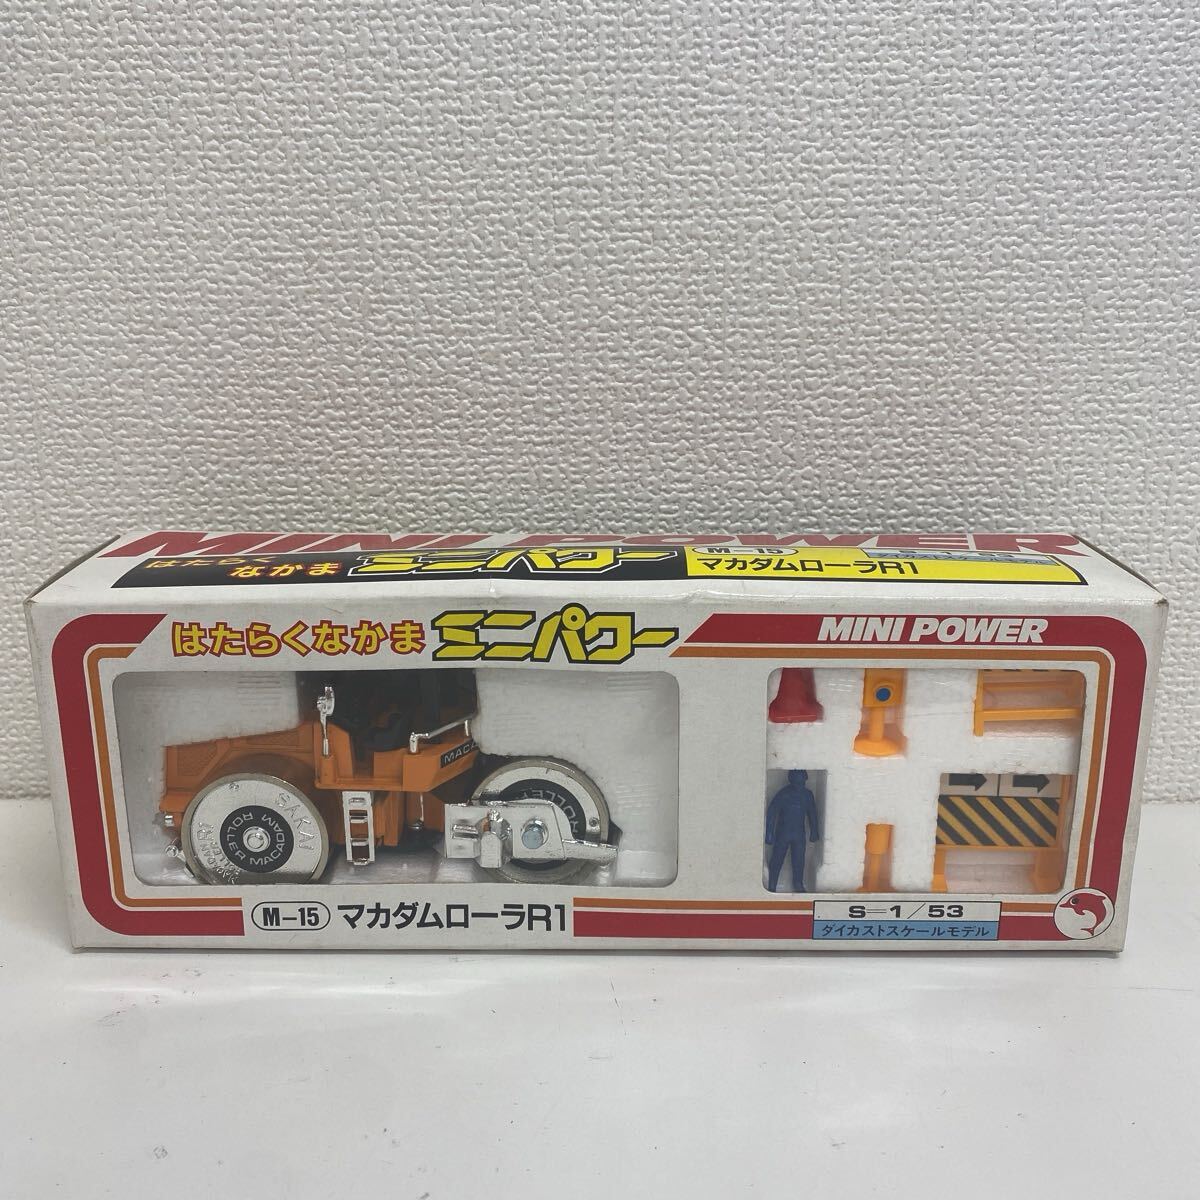 MINI POWER
はたらくなかま
ミニパワー
M-15
マカダムローラR1
はたらくなかま ミニパワー
MINI POWER
MACA
SAKAI
MACADAM ROLLER
ROLLER
M-15 マカダムローラR1
S=1/53
ダイカストスケールモデル